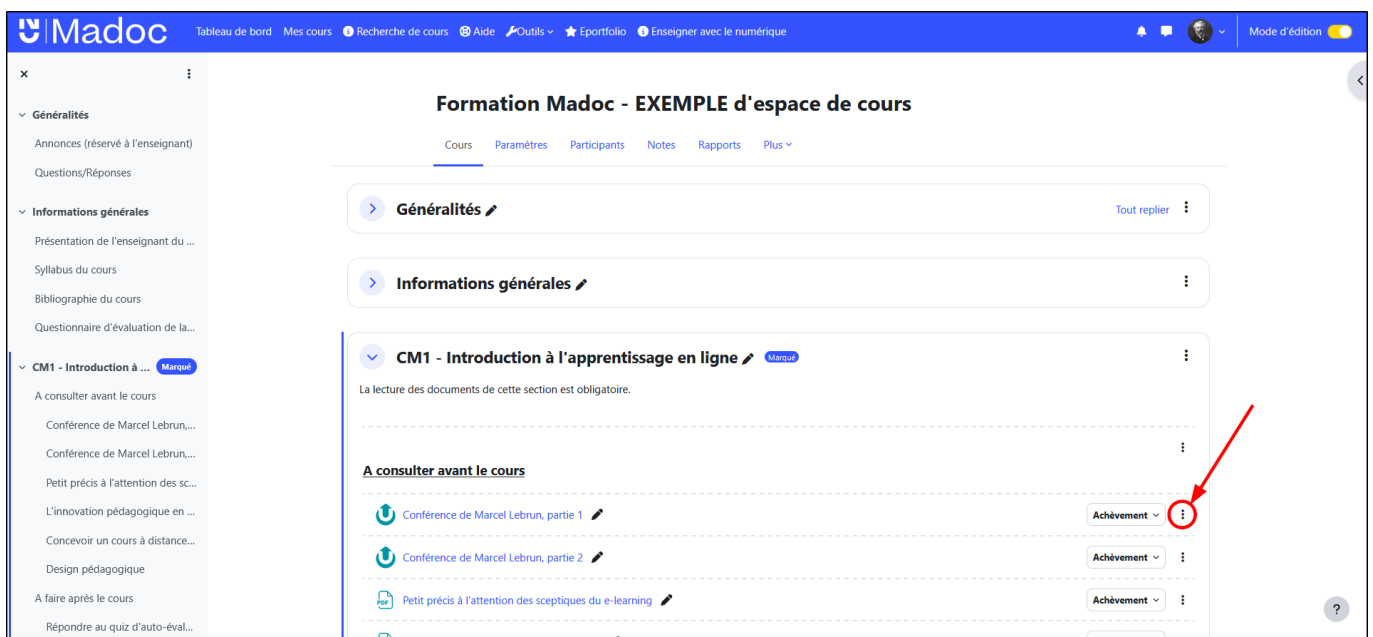 Madoc
Tableau de bord Mes cours Recherche de cours Aide Outils Eportfolio Enseigner avec le numérique Mode d'édition
Généralités
Annonces (réservé à l'enseignant)
Questions/Réponses
Informations générales
Présentation de l'enseignant du ...
Syllabus du cours
Bibliographie du cours
Questionnaire d'évaluation de la...
CM1 - Introduction à ... Marqué
A consulter avant le cours
Conférence de Marcel Lebrun,...
Conférence de Marcel Lebrun,...
Petit précis à l'attention des sc...
L'innovation pédagogique en ...
Concevoir un cours à distance...
Design pédagogique
A faire après le cours
Répondre au quiz d'auto-éval...
Formation Madoc - EXEMPLE d'espace de cours
Cours Paramètres Participants Notes Rapports Plus
Généralités Tout replier
Informations générales
CM1 - Introduction à l'apprentissage en ligne Marqué
La lecture des documents de cette section est obligatoire.
A consulter avant le cours
Conférence de Marcel Lebrun, partie 1 Achèvement
Conférence de Marcel Lebrun, partie 2 Achèvement
PDF Petit précis à l'attention des sceptiques du e-learning Achèvement
?